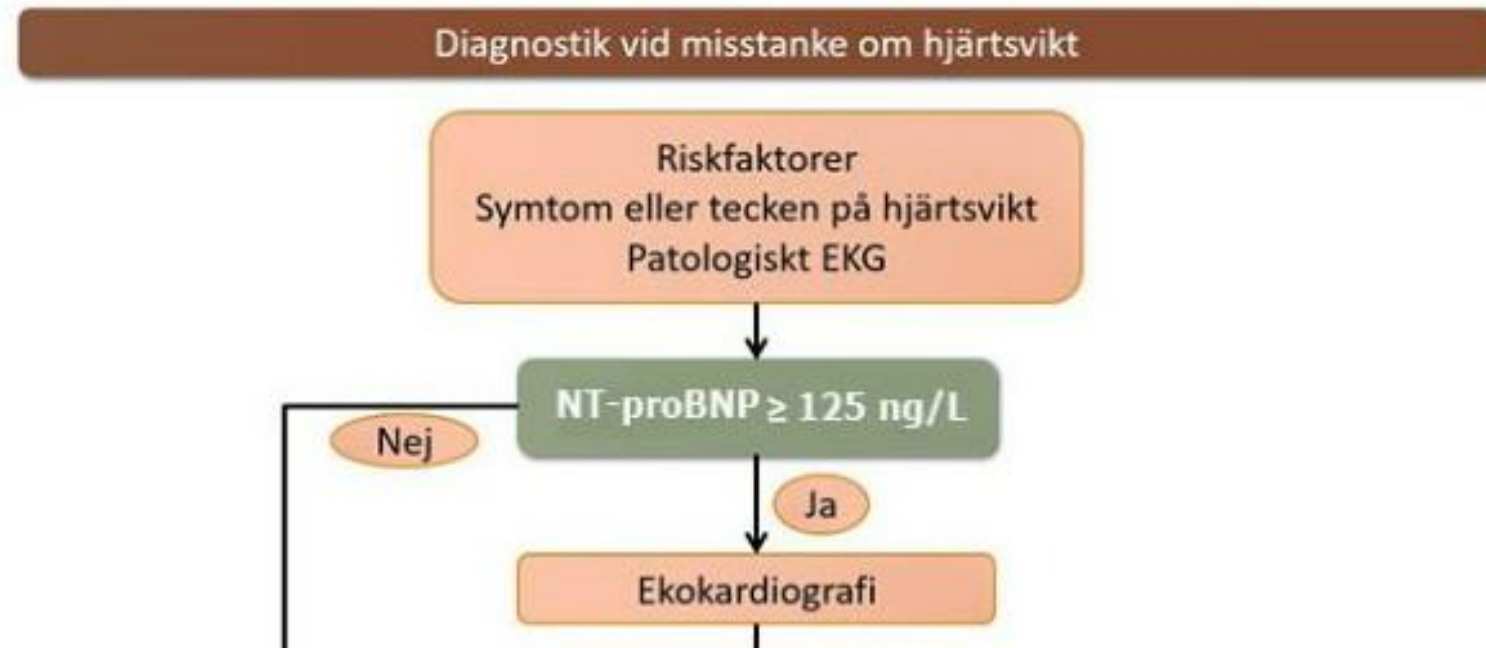 Diagnostik vid misstanke om hjärtsvikt
Riskfaktorer
Symtom eller tecken på hjärtsvikt
Patologiskt EKG
NT-proBNP ≥ 125 ng/L
Nej
Ja
Ekokardiografi